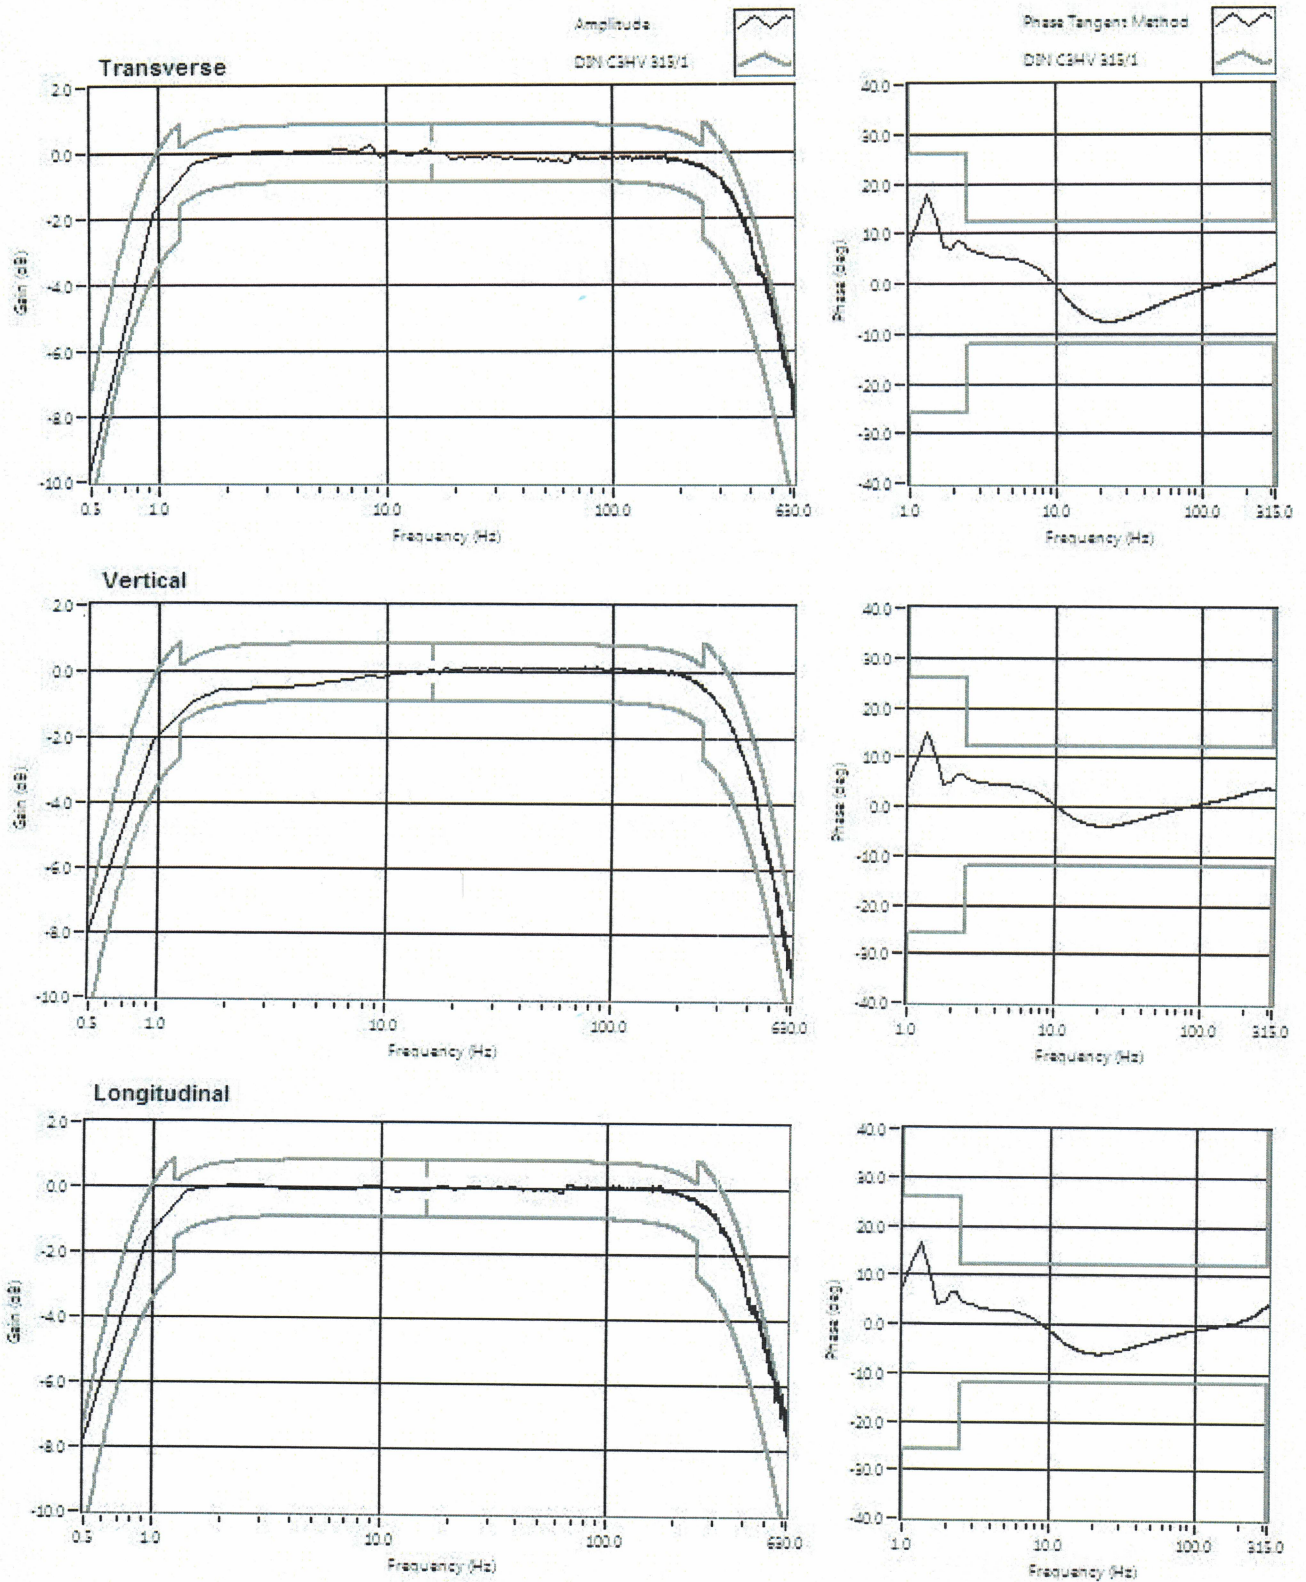 Amplitude
DIN C3HV 315/1
Phase Tangent Method
DIN C3HV 315/1
Transverse
2.0
0.0
-2.0
-4.0
-6.0
-8.0
-10.0
Gain (dB)
0.5 1.0 10.0 100.0 630.0
Frequency (Hz)
40.0
30.0
20.0
10.0
0.0
-10.0
-20.0
-30.0
-40.0
Phase (deg)
1.0 10.0 100.0 315.0
Frequency (Hz)
Vertical
2.0
0.0
-2.0
-4.0
-6.0
-8.0
-10.0
Gain (dB)
0.5 1.0 10.0 100.0 630.0
Frequency (Hz)
40.0
30.0
20.0
10.0
0.0
-10.0
-20.0
-30.0
-40.0
Phase (deg)
1.0 10.0 100.0 315.0
Frequency (Hz)
Longitudinal
2.0
0.0
-2.0
-4.0
-6.0
-8.0
-10.0
Gain (dB)
0.5 1.0 10.0 100.0 630.0
Frequency (Hz)
40.0
30.0
20.0
10.0
0.0
-10.0
-20.0
-30.0
-40.0
Phase (deg)
1.0 10.0 100.0 315.0
Frequency (Hz)